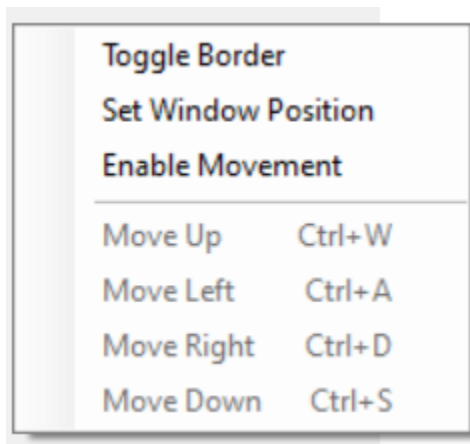 Toggle Border
Set Window Position
Enable Movement
Move Up Ctrl+W
Move Left Ctrl+A
Move Right Ctrl+D
Move Down Ctrl+S